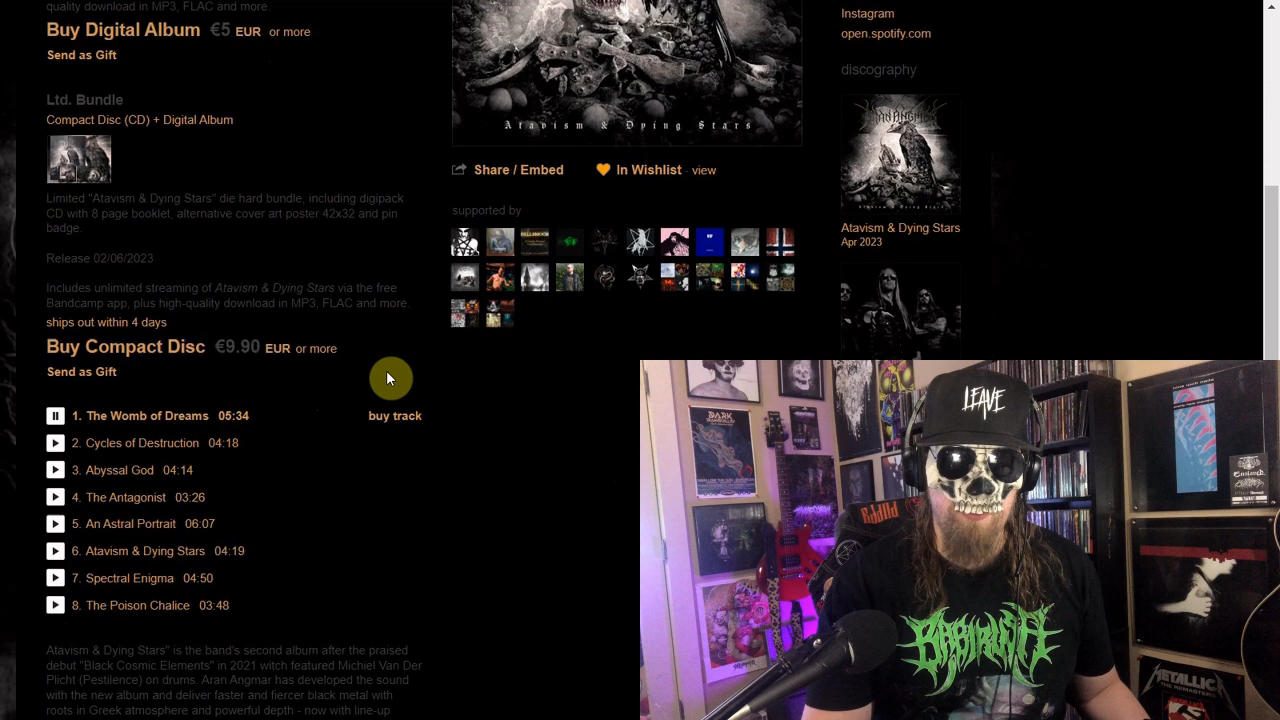 quality download in MP3, FLAC and more.
Buy Digital Album €5 EUR or more
Send as Gift
Ltd. Bundle
Compact Disc (CD) + Digital Album
Limited "Atavism & Dying Stars" die hard bundle, including digipack
CD with 8 page booklet, alternative cover art poster 42x32 and pin
badge.
Release 02/06/2023
Includes unlimited streaming of Atavism & Dying Stars via the free
Bandcamp app, plus high-quality download in MP3, FLAC and more.
ships out within 4 days
Buy Compact Disc €9.90 EUR or more
Send as Gift
1. The Womb of Dreams 05:34 buy track
2. Cycles of Destruction 04:18
3. Abyssal God 04:14
4. The Antagonist 03:26
5. An Astral Portrait 06:07
6. Atavism & Dying Stars 04:19
7. Spectral Enigma 04:50
8. The Poison Chalice 03:48
Atavism & Dying Stars" is the band's second album after the praised
debut "Black Cosmic Elements" in 2021 witch featured Michiel Van Der
Plicht (Pestilence) on drums. Aran Angmar has developed the sound
with the new album and deliver faster and fiercer black metal with
roots in Greek atmosphere and powerful depth - now with line-up
Atavism & Dying Stars
Share / Embed
In Wishlist · view
supported by
Instagram
open.spotify.com
discography
Atavism & Dying Stars
Apr 2023
LEAVE
DARK
TRANQUILLITY
BABIRUSA
Enslaved
METALLICA
THE REMASTERS